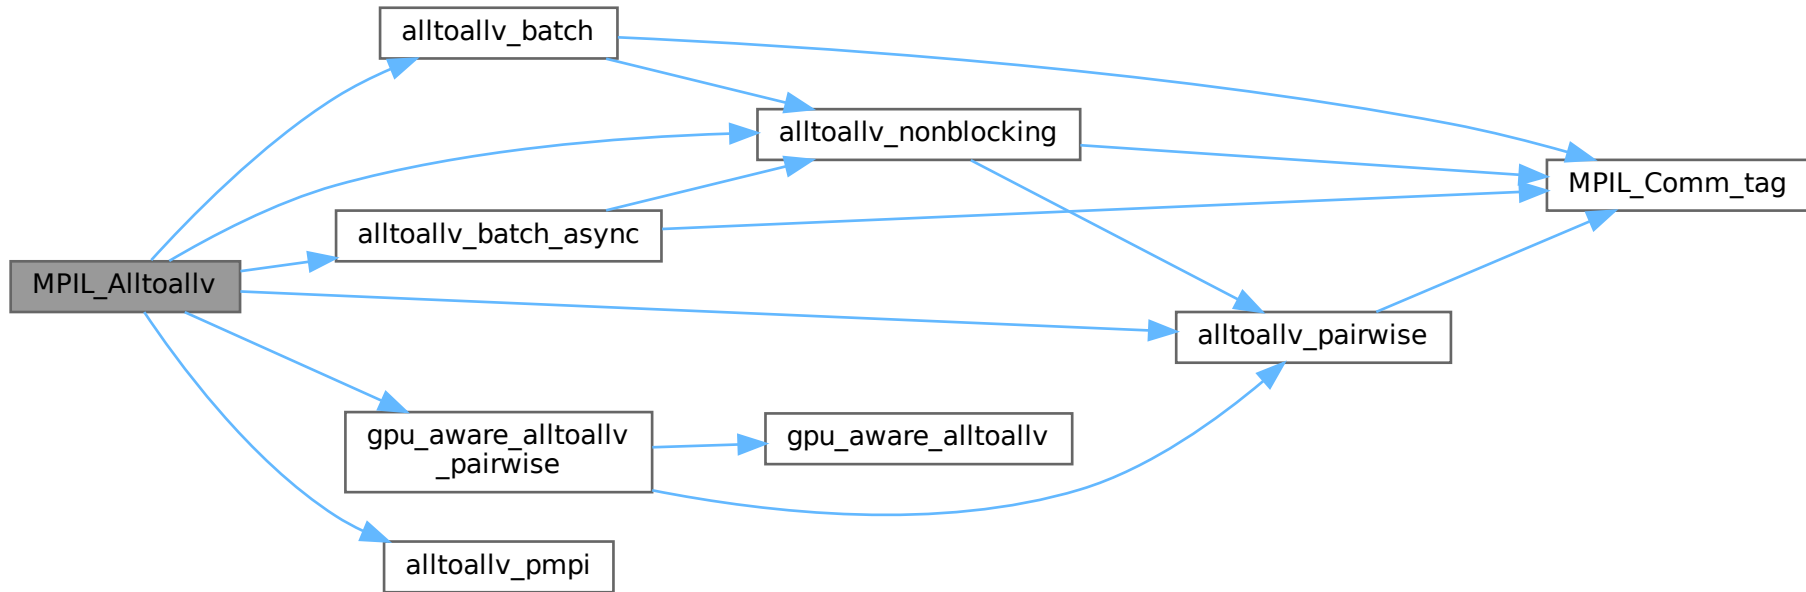 alltoallv_batch
alltoallv_nonblocking
MPIL_Comm_tag
alltoallv_batch_async
MPIL_Alltoallv
alltoallv_pairwise
gpu_aware_alltoallv
_pairwise
gpu_aware_alltoallv
alltoallv_pmpi